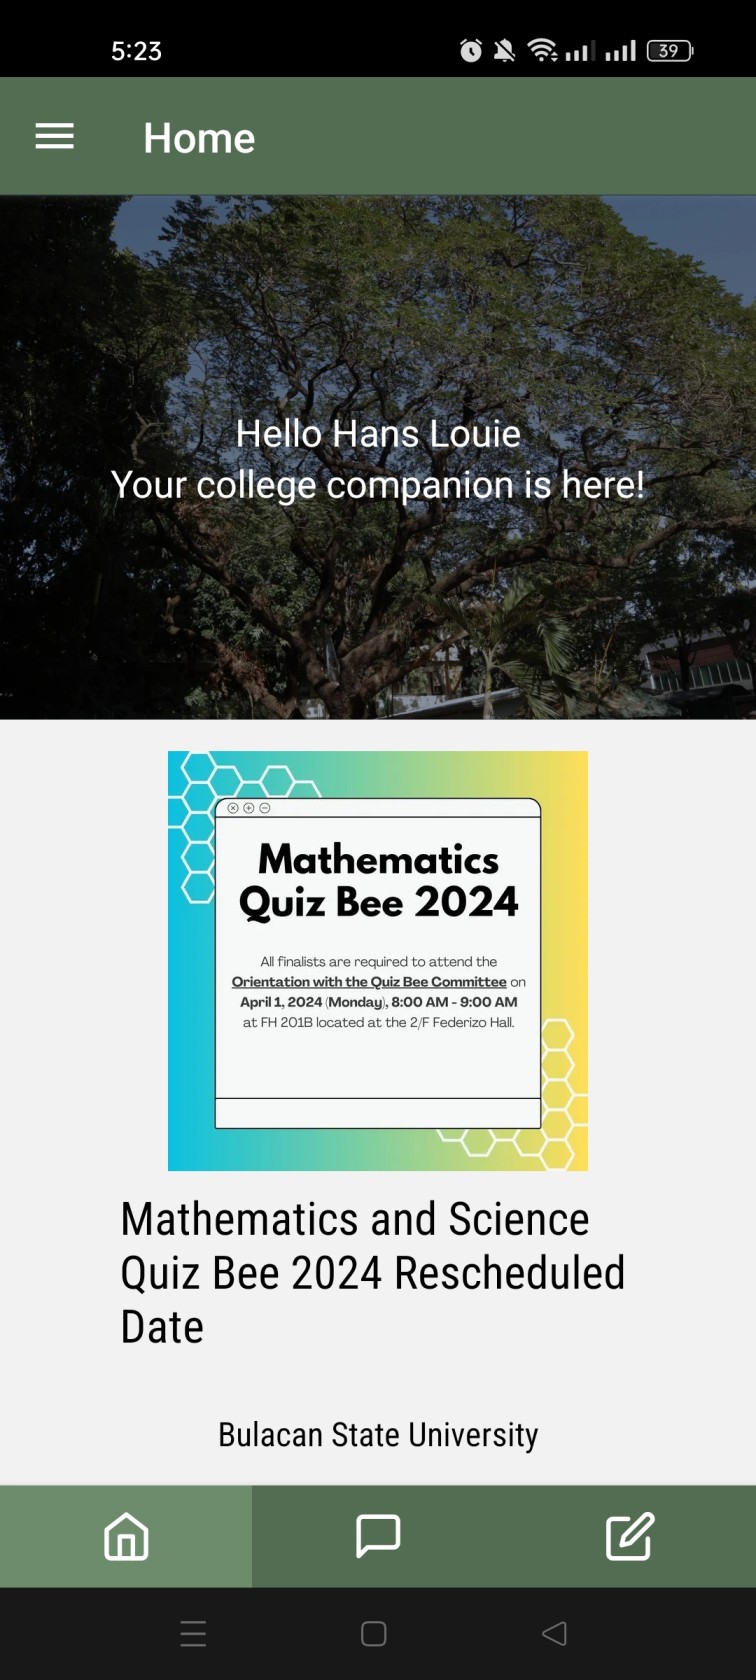 5:23
39
Home
Hello Hans Louie
Your college companion is here!
Mathematics
Quiz Bee 2024
All finalists are required to attend the
Orientation with the Quiz Bee Committee on
April 1, 2024 (Monday), 8:00 AM - 9:00 AM
at FH 201B located at the 2/F Federizo Hall.
Mathematics and Science
Quiz Bee 2024 Rescheduled
Date
Bulacan State University